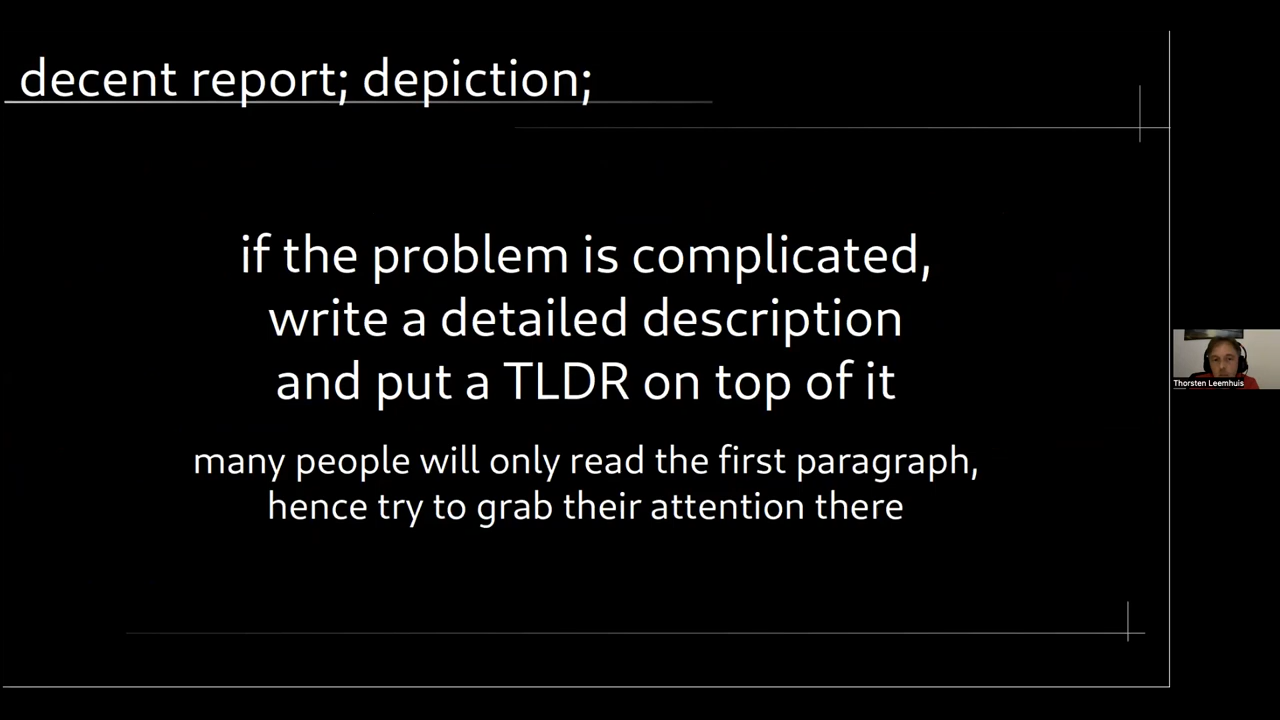 decent report; depiction;
if the problem is complicated,
write a detailed description
and put a TLDR on top of it
many people will only read the first paragraph,
hence try to grab their attention there
Thorsten Leemhuis